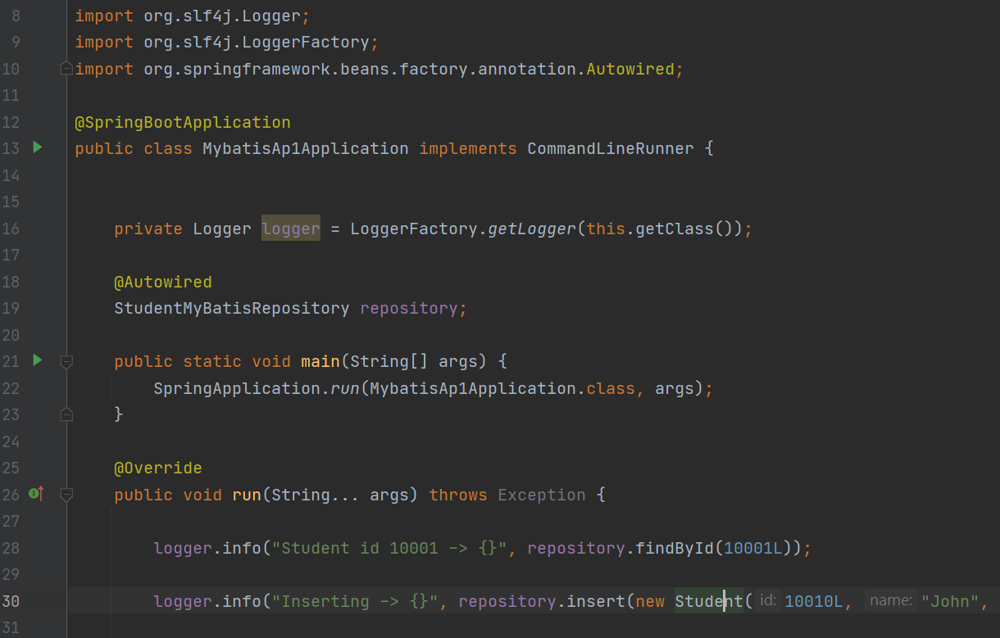 8 import org.slf4j.Logger;
9 import org.slf4j.LoggerFactory;
10 import org.springframework.beans.factory.annotation.Autowired;
11
12 @SpringBootApplication
13 public class MybatisAp1Application implements CommandLineRunner {
14
15
16 private Logger logger = LoggerFactory.getLogger(this.getClass());
17
18 @Autowired
19 StudentMyBatisRepository repository;
20
21 public static void main(String[] args) {
22 SpringApplication.run(MybatisAp1Application.class, args);
23 }
24
25 @Override
26 public void run(String... args) throws Exception {
27
28 logger.info("Student id 10001 -> {}", repository.findById(10001L));
29
30 logger.info("Inserting -> {}", repository.insert(new Student( id: 10010L, name: "John",
31